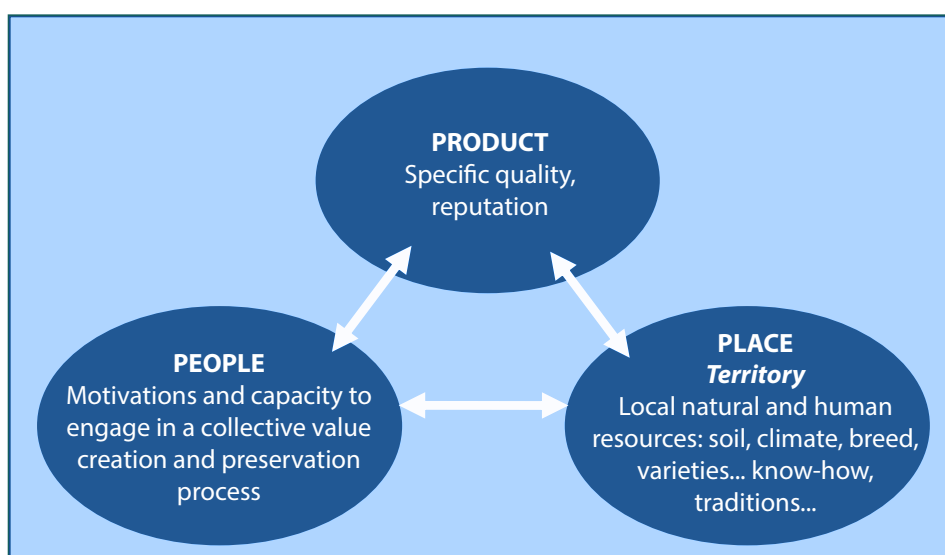 PRODUCT
Specific quality,
reputation
PEOPLE
Motivations and capacity to
engage in a collective value
creation and preservation
process
PLACE
Territory
Local natural and human
resources: soil, climate, breed,
varieties... know-how,
traditions...